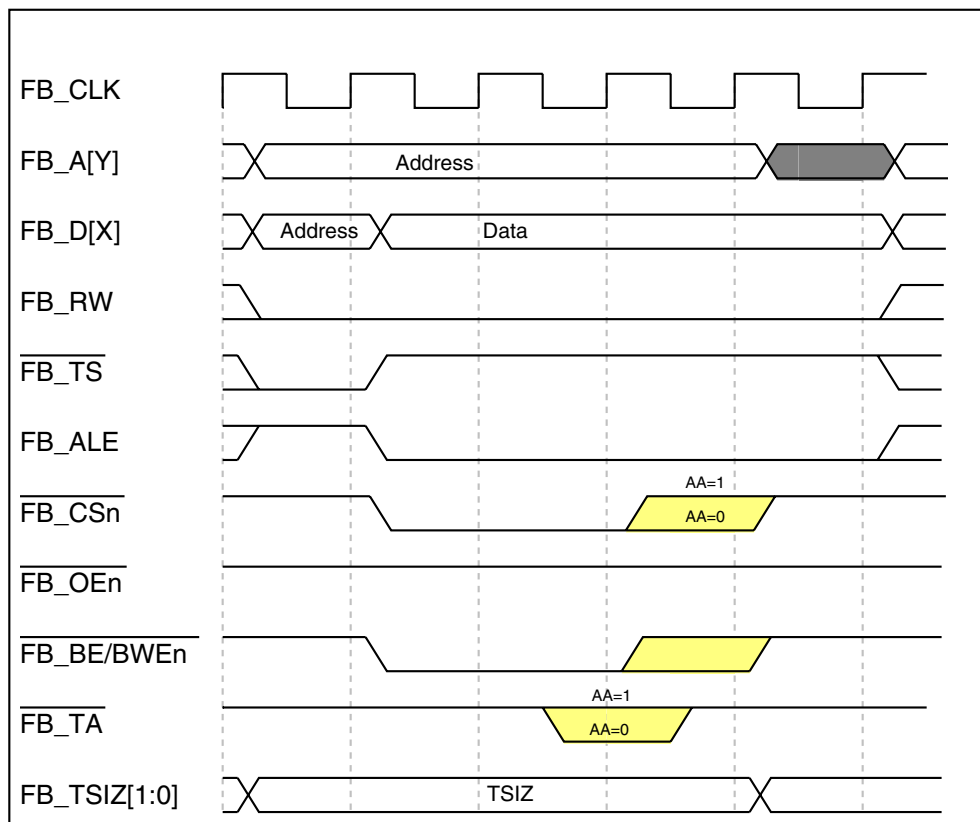 FB_CLK
FB_A[Y]
Address
FB_D[X]
Address
Data
FB_RW
FB_TS
FB_ALE
AA=1
FB_CSn
AA=0
FB_OEn
FB_BE/BWEn
AA=1
FB_TA
AA=0
FB_TSIZ[1:0]
TSIZ